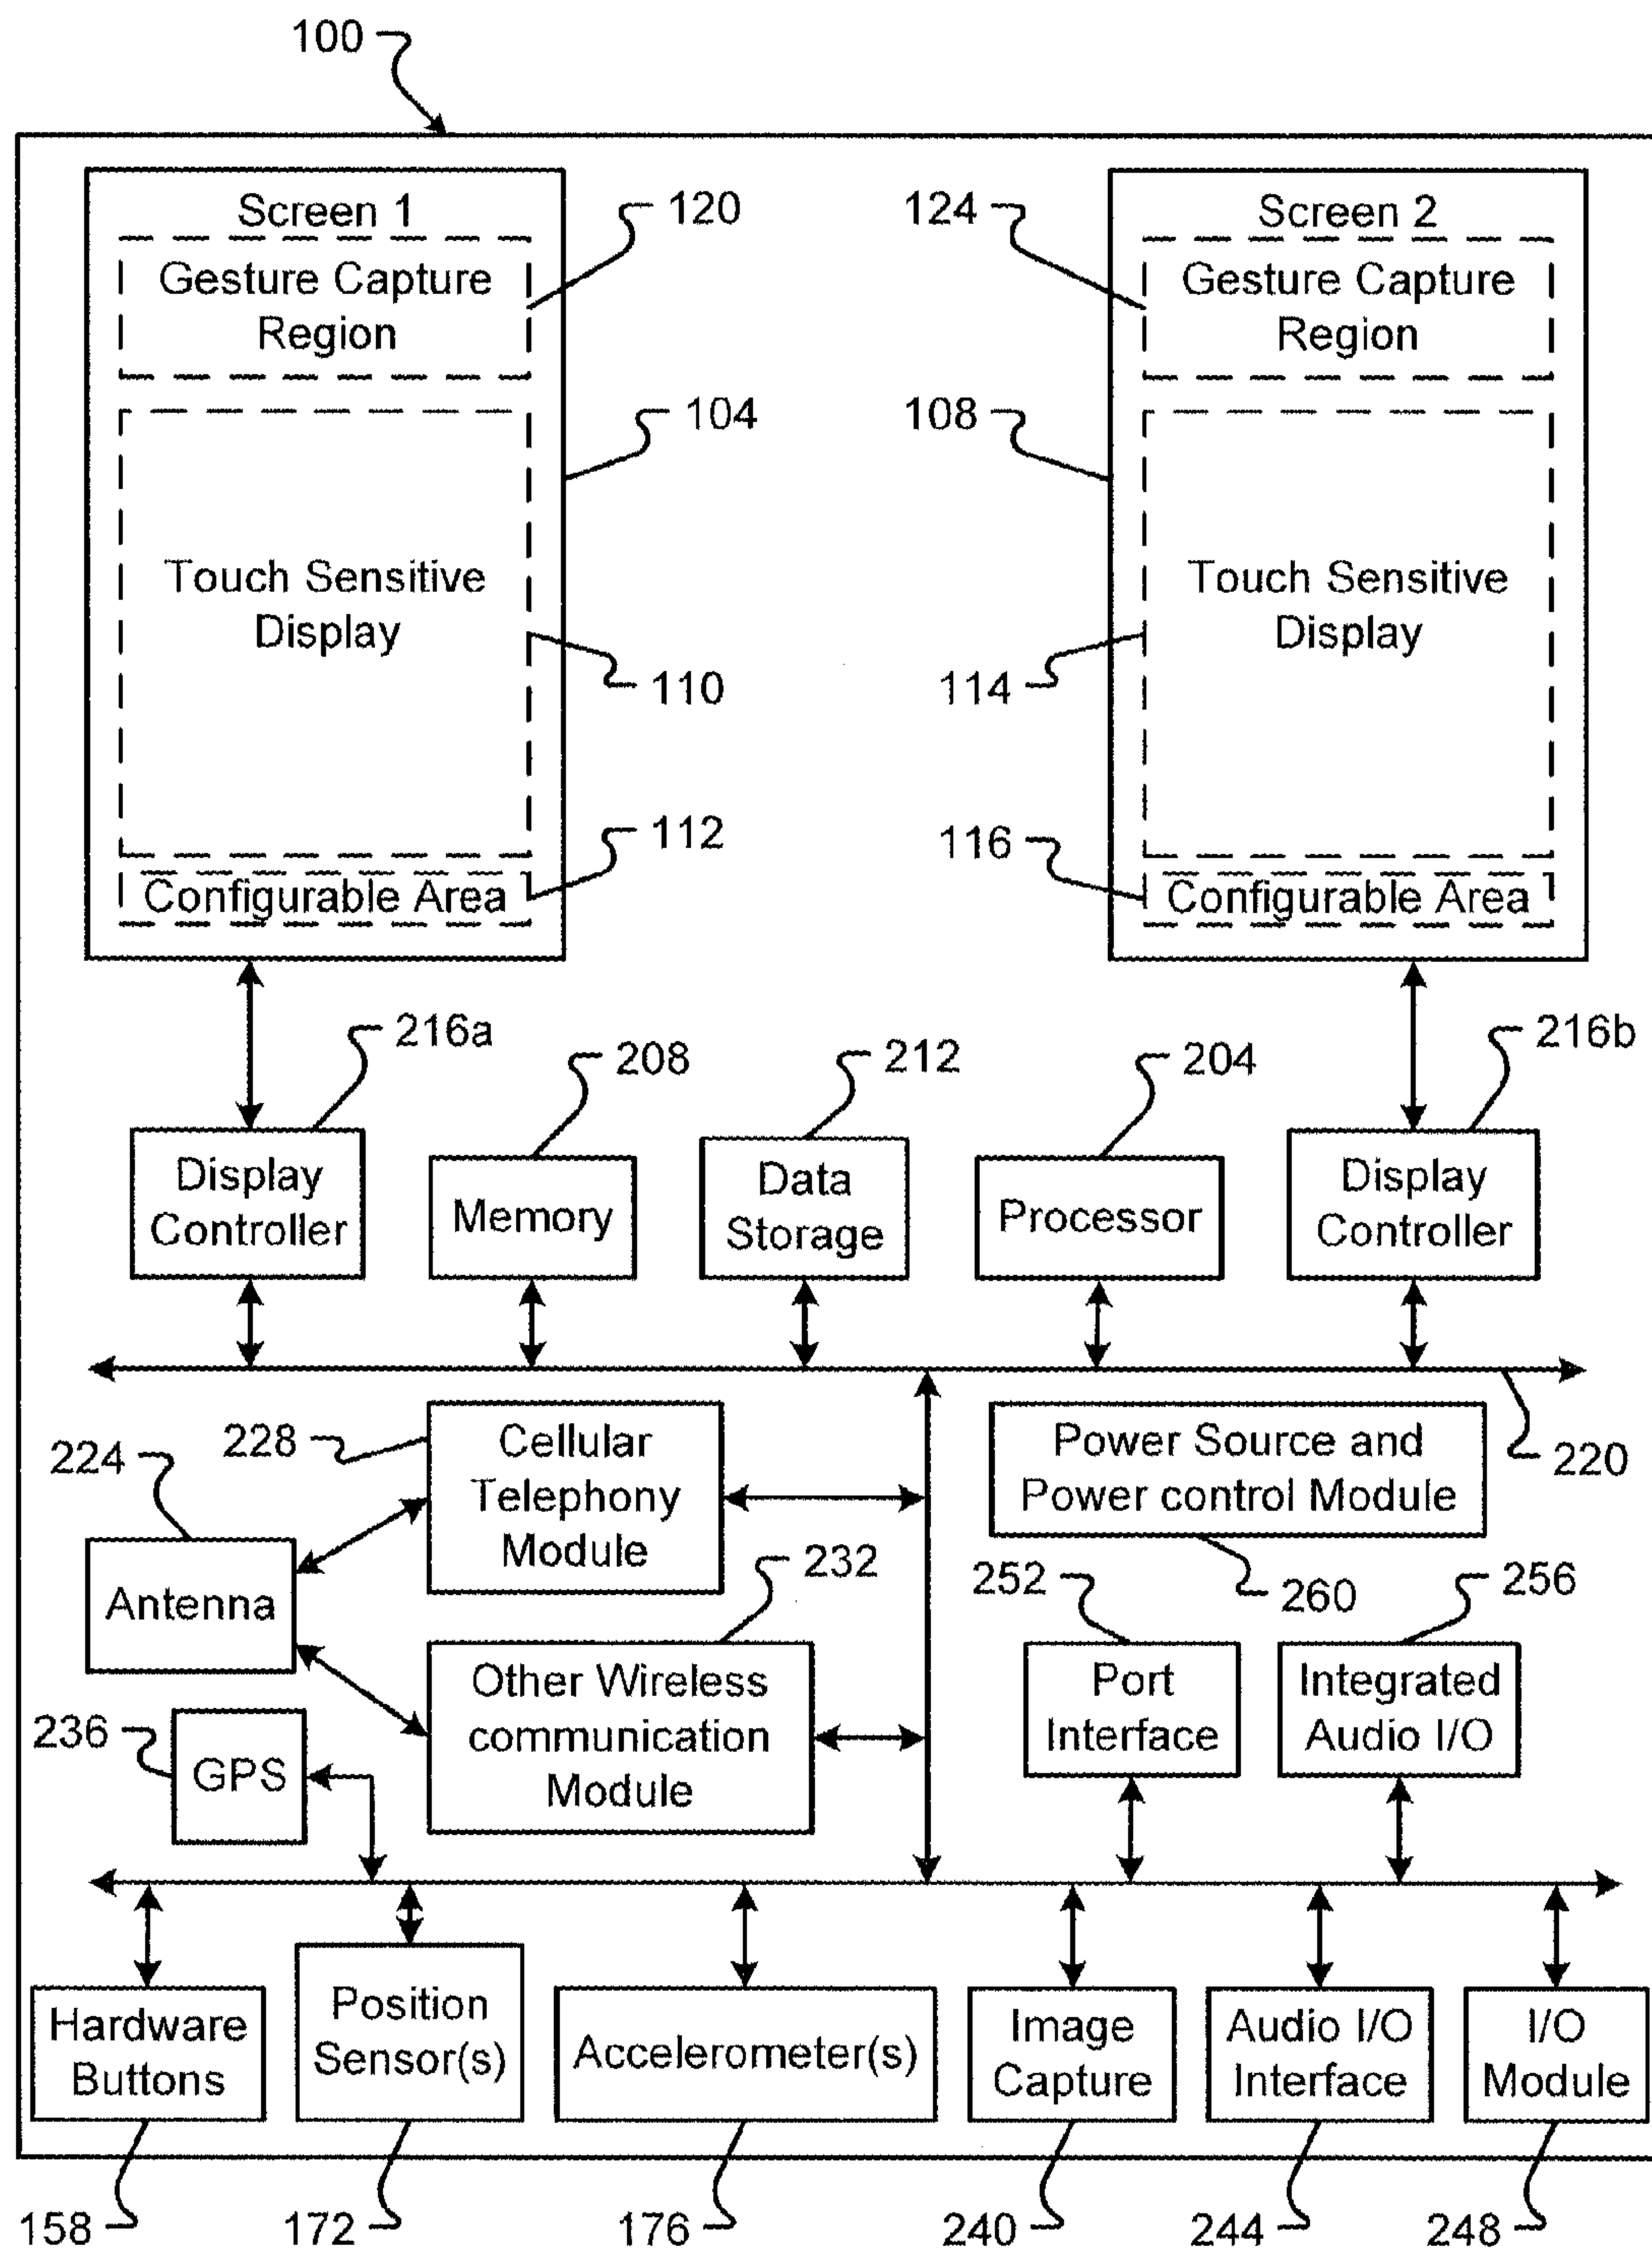 100
Screen 1
120
124
Screen 2
Gesture Capture
Region
Gesture Capture
Region
104
108
Touch Sensitive
Display
Touch Sensitive
Display
110
114
112
116
Configurable Area
Configurable Area
216a
208
212
204
216b
Display
Controller
Memory
Data
Storage
Processor
Display
Controller
228
Cellular
Telephony
Module
Power Source and
Power control Module
220
224
Antenna
232
252
260
256
Other Wireless
communication
Module
Port
Interface
Integrated
Audio I/O
236
GPS
Hardware
Buttons
Position
Sensor(s)
Accelerometer(s)
Image
Capture
Audio I/O
Interface
I/O
Module
158
172
176
240
244
248